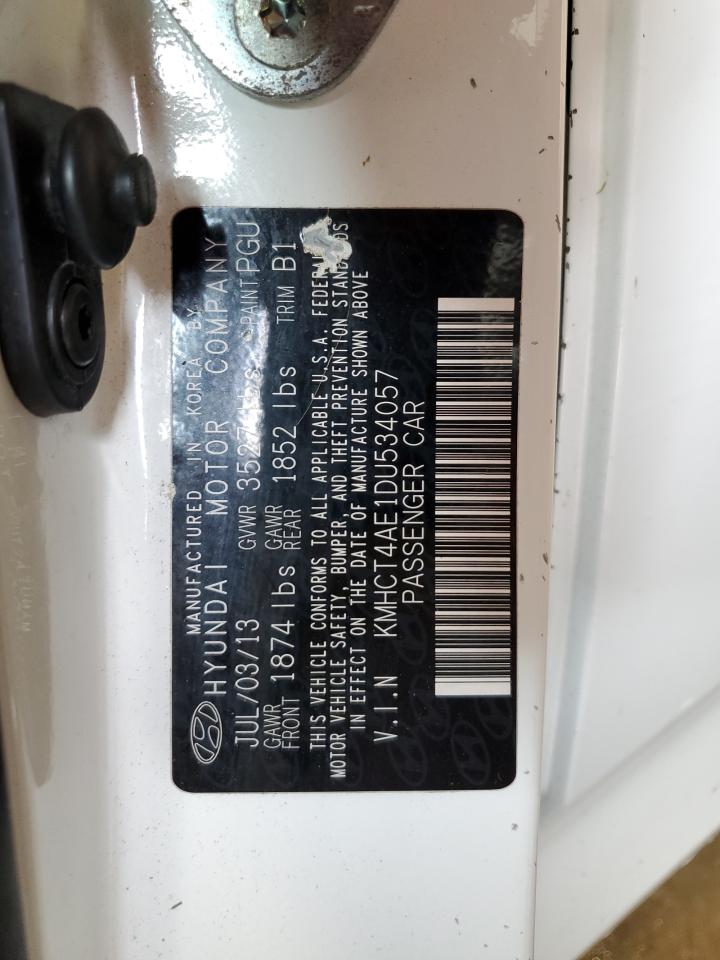 MANUFACTURED IN KOREA BY
HYUNDAI MOTOR COMPANY
JUL/03/13 GVWR 3527 lbs PAINT PGU
GAWR FRONT 1874 lbs GAWR REAR 1852 lbs TRIM B1
THIS VEHICLE CONFORMS TO ALL APPLICABLE U.S.A. FEDERAL
MOTOR VEHICLE SAFETY, BUMPER, AND THEFT PREVENTION STANDARDS
IN EFFECT ON THE DATE OF MANUFACTURE SHOWN ABOVE
V.I.N KMHCT4AE1DU534057
PASSENGER CAR